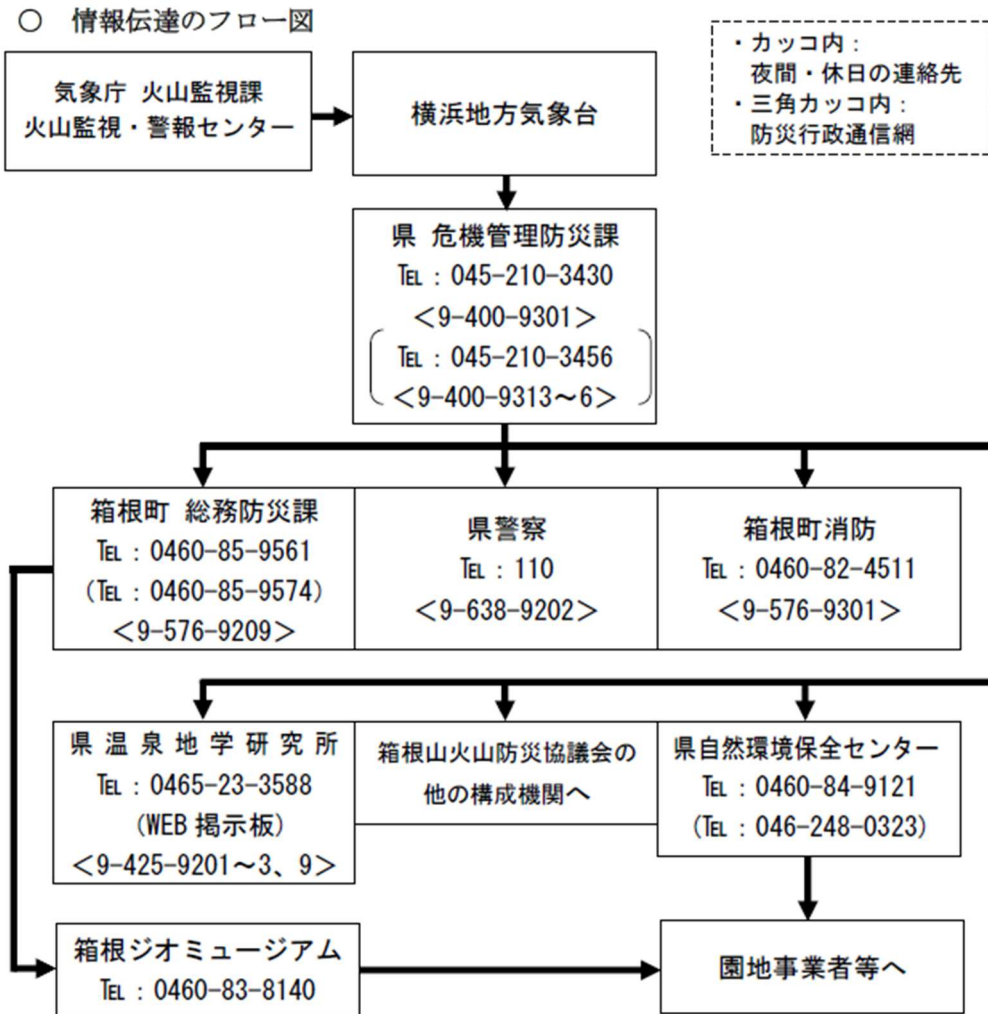 ○ 情報伝達のフロー図
・カッコ内：
夜間・休日の連絡先
・三角カッコ内：
防災行政通信網
気象庁 火山監視課
火山監視・警報センター
横浜地方気象台
県 危機管理防災課
℡：045-210-3430
＜9-400-9301＞
(℡：045-210-3456
＜9-400-9313～6＞)
箱根町 総務防災課
℡：0460-85-9561
(℡：0460-85-9574)
＜9-576-9209＞
県警察
℡：110
＜9-638-9202＞
箱根町消防
℡：0460-82-4511
＜9-576-9301＞
県温泉地学研究所
℡：0465-23-3588
(WEB 掲示板)
＜9-425-9201～3、9＞
箱根山火山防災協議会の
他の構成機関へ
県自然環境保全センター
℡：0460-84-9121
(℡：046-248-0323)
箱根ジオミュージアム
℡：0460-83-8140
園地事業者等へ